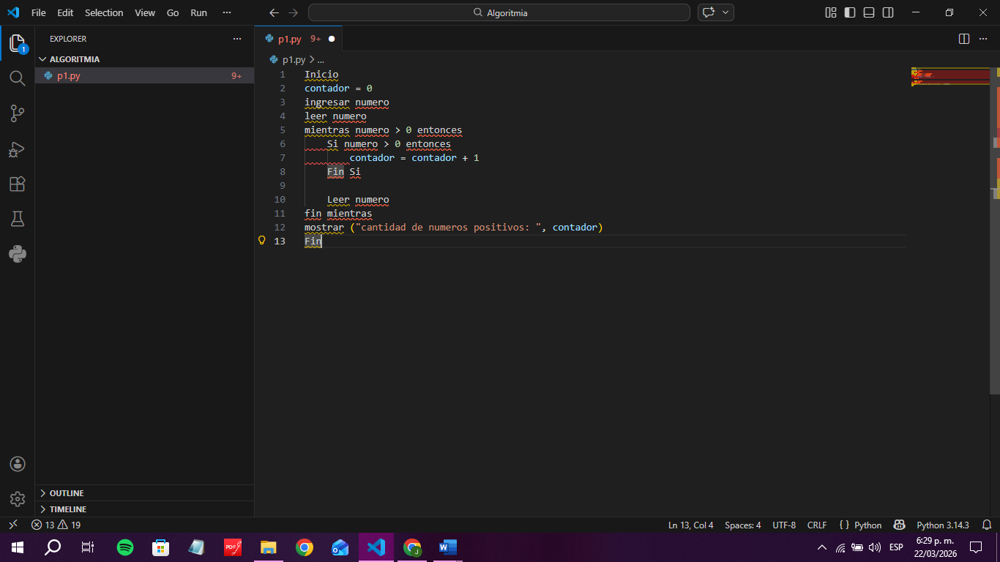 File Edit Selection View Go Run ···
Algoritmia
EXPLORER ···
ALGORITMIA
p1.py 9+
OUTLINE
TIMELINE
1
p1.py 9+
p1.py > ...
1 Inicio
2 contador = 0
3 ingresar numero
4 leer numero
5 mientras numero > 0 entonces
6     Si numero > 0 entonces
7         contador = contador + 1
8     Fin Si
9
10     Leer numero
11 fin mientras
12 mostrar ("cantidad de numeros positivos: ", contador)
13 Fin
13 19
Ln 13, Col 4 Spaces: 4 UTF-8 CRLF { } Python Python 3.14.3
PDF
J
W
ESP
6:29 p. m.
22/03/2026